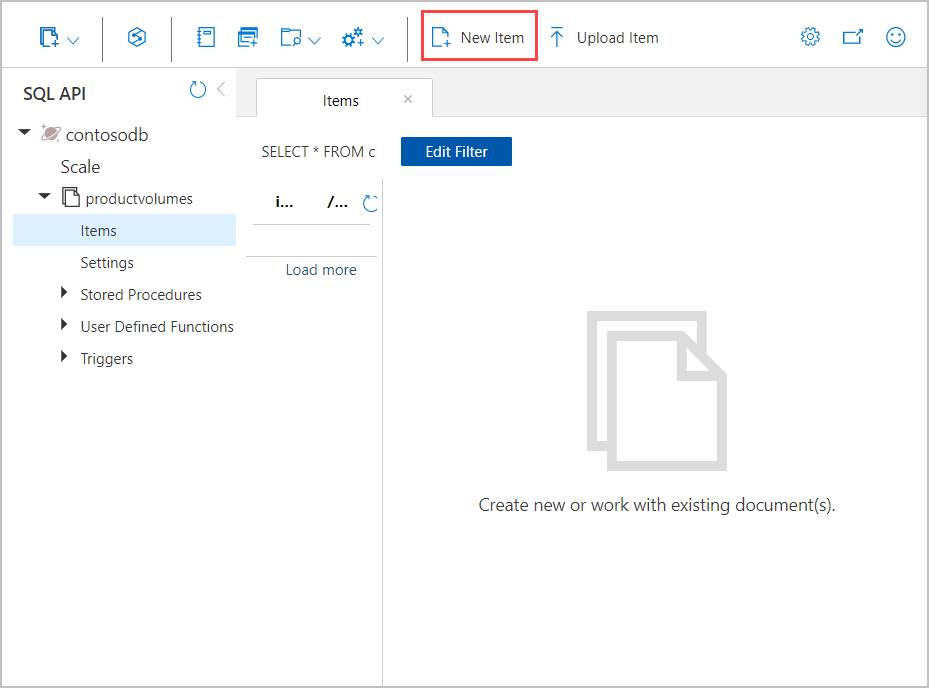 New Item
Upload Item
SQL API
Items
contosodb
SELECT * FROM c
Edit Filter
Scale
productvolumes
i...
/...
Items
Settings
Load more
Stored Procedures
User Defined Functions
Triggers
Create new or work with existing document(s).